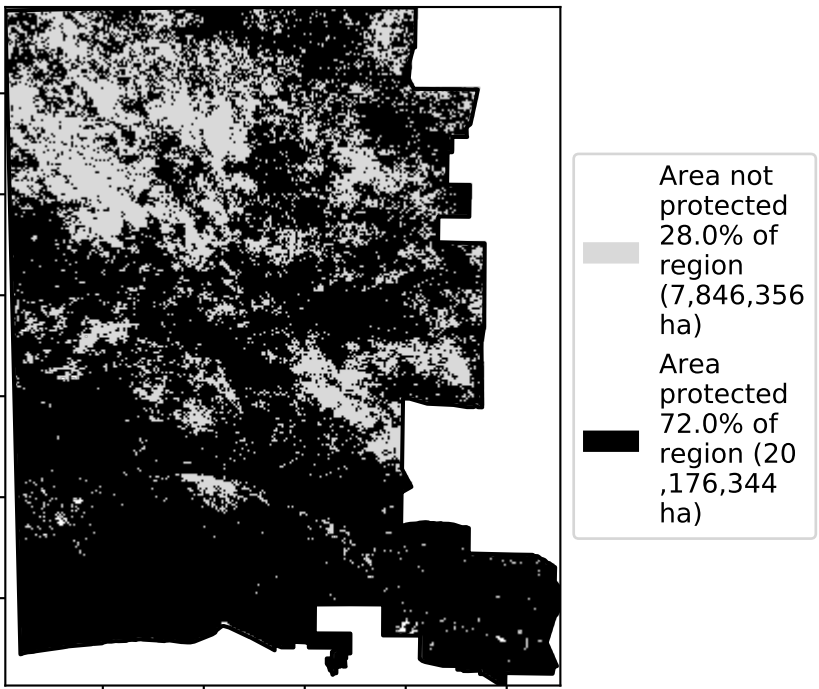 Area not
protected
28.0% of
region
(7,846,356
ha)
Area
protected
72.0% of
region (20
,176,344
ha)